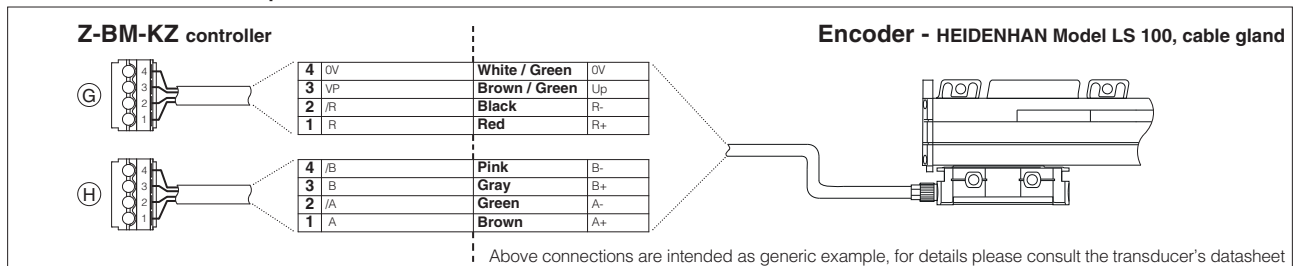 Z-BM-KZ controller
Encoder - HEIDENHAN Model LS 100, cable gland
G
4
3
2
1
4 0V White / Green 0V
3 VP Brown / Green Up
2 /R Black R-
1 R Red R+
H
4
3
2
1
4 /B Pink B-
3 B Gray B+
2 /A Green A-
1 A Brown A+
Above connections are intended as generic example, for details please consult the transducer's datasheet